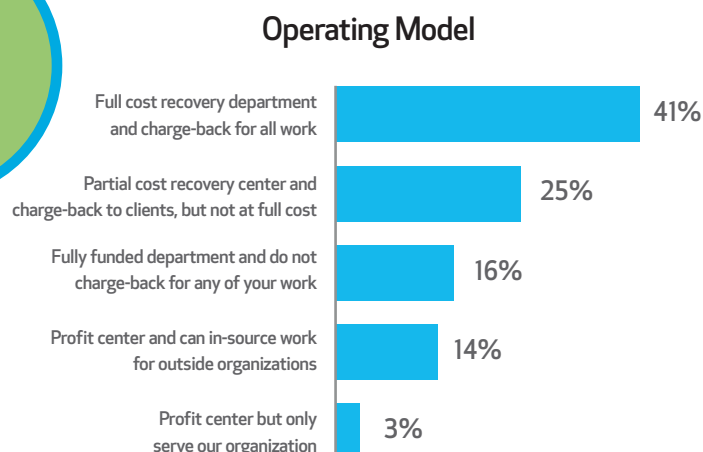 Operating Model
Full cost recovery department
and charge-back for all work
41%
Partial cost recovery center and
charge-back to clients, but not at full cost
25%
Fully funded department and do not
charge-back for any of your work
16%
Profit center and can in-source work
for outside organizations
14%
Profit center but only
serve our organization
3%